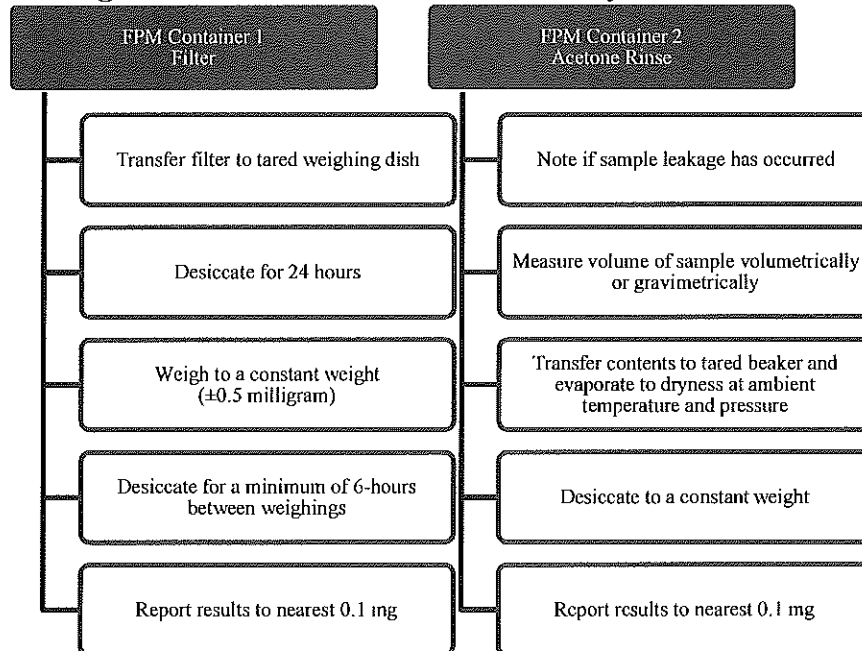 FPM Container 1
Filter
Transfer filter to tared weighing dish
Desiccate for 24 hours
Weigh to a constant weight
(±0.5 milligram)
Desiccate for a minimum of 6-hours
between weighings
Report results to nearest 0.1 mg
FPM Container 2
Acetone Rinse
Note if sample leakage has occurred
Measure volume of sample volumetrically
or gravimetrically
Transfer contents to tared beaker and
evaporate to dryness at ambient
temperature and pressure
Desiccate to a constant weight
Report results to nearest 0.1 mg